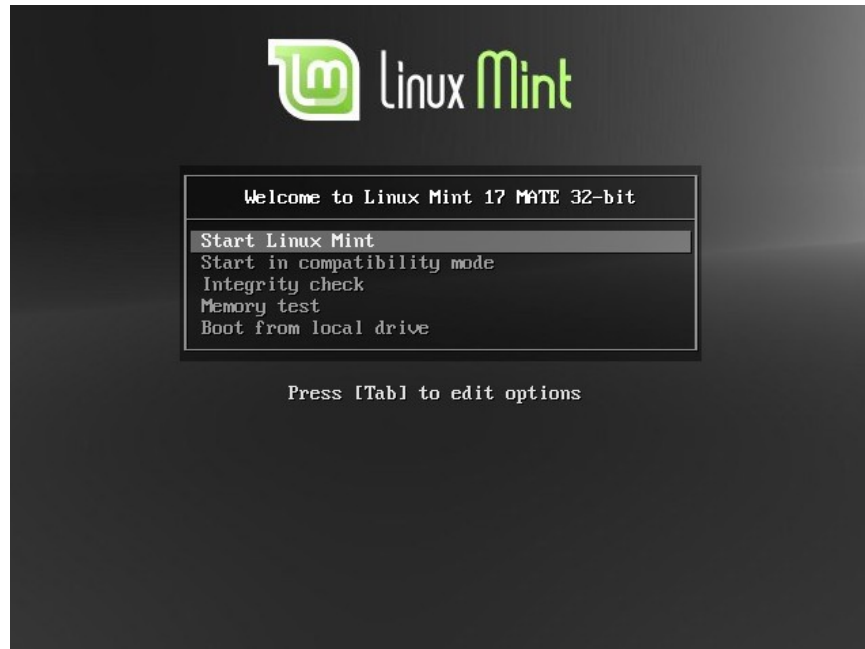 Linux Mint
Welcome to Linux Mint 17 MATE 32-bit
Start Linux Mint
Start in compatibility mode
Integrity check
Memory test
Boot from local drive
Press [Tab] to edit options